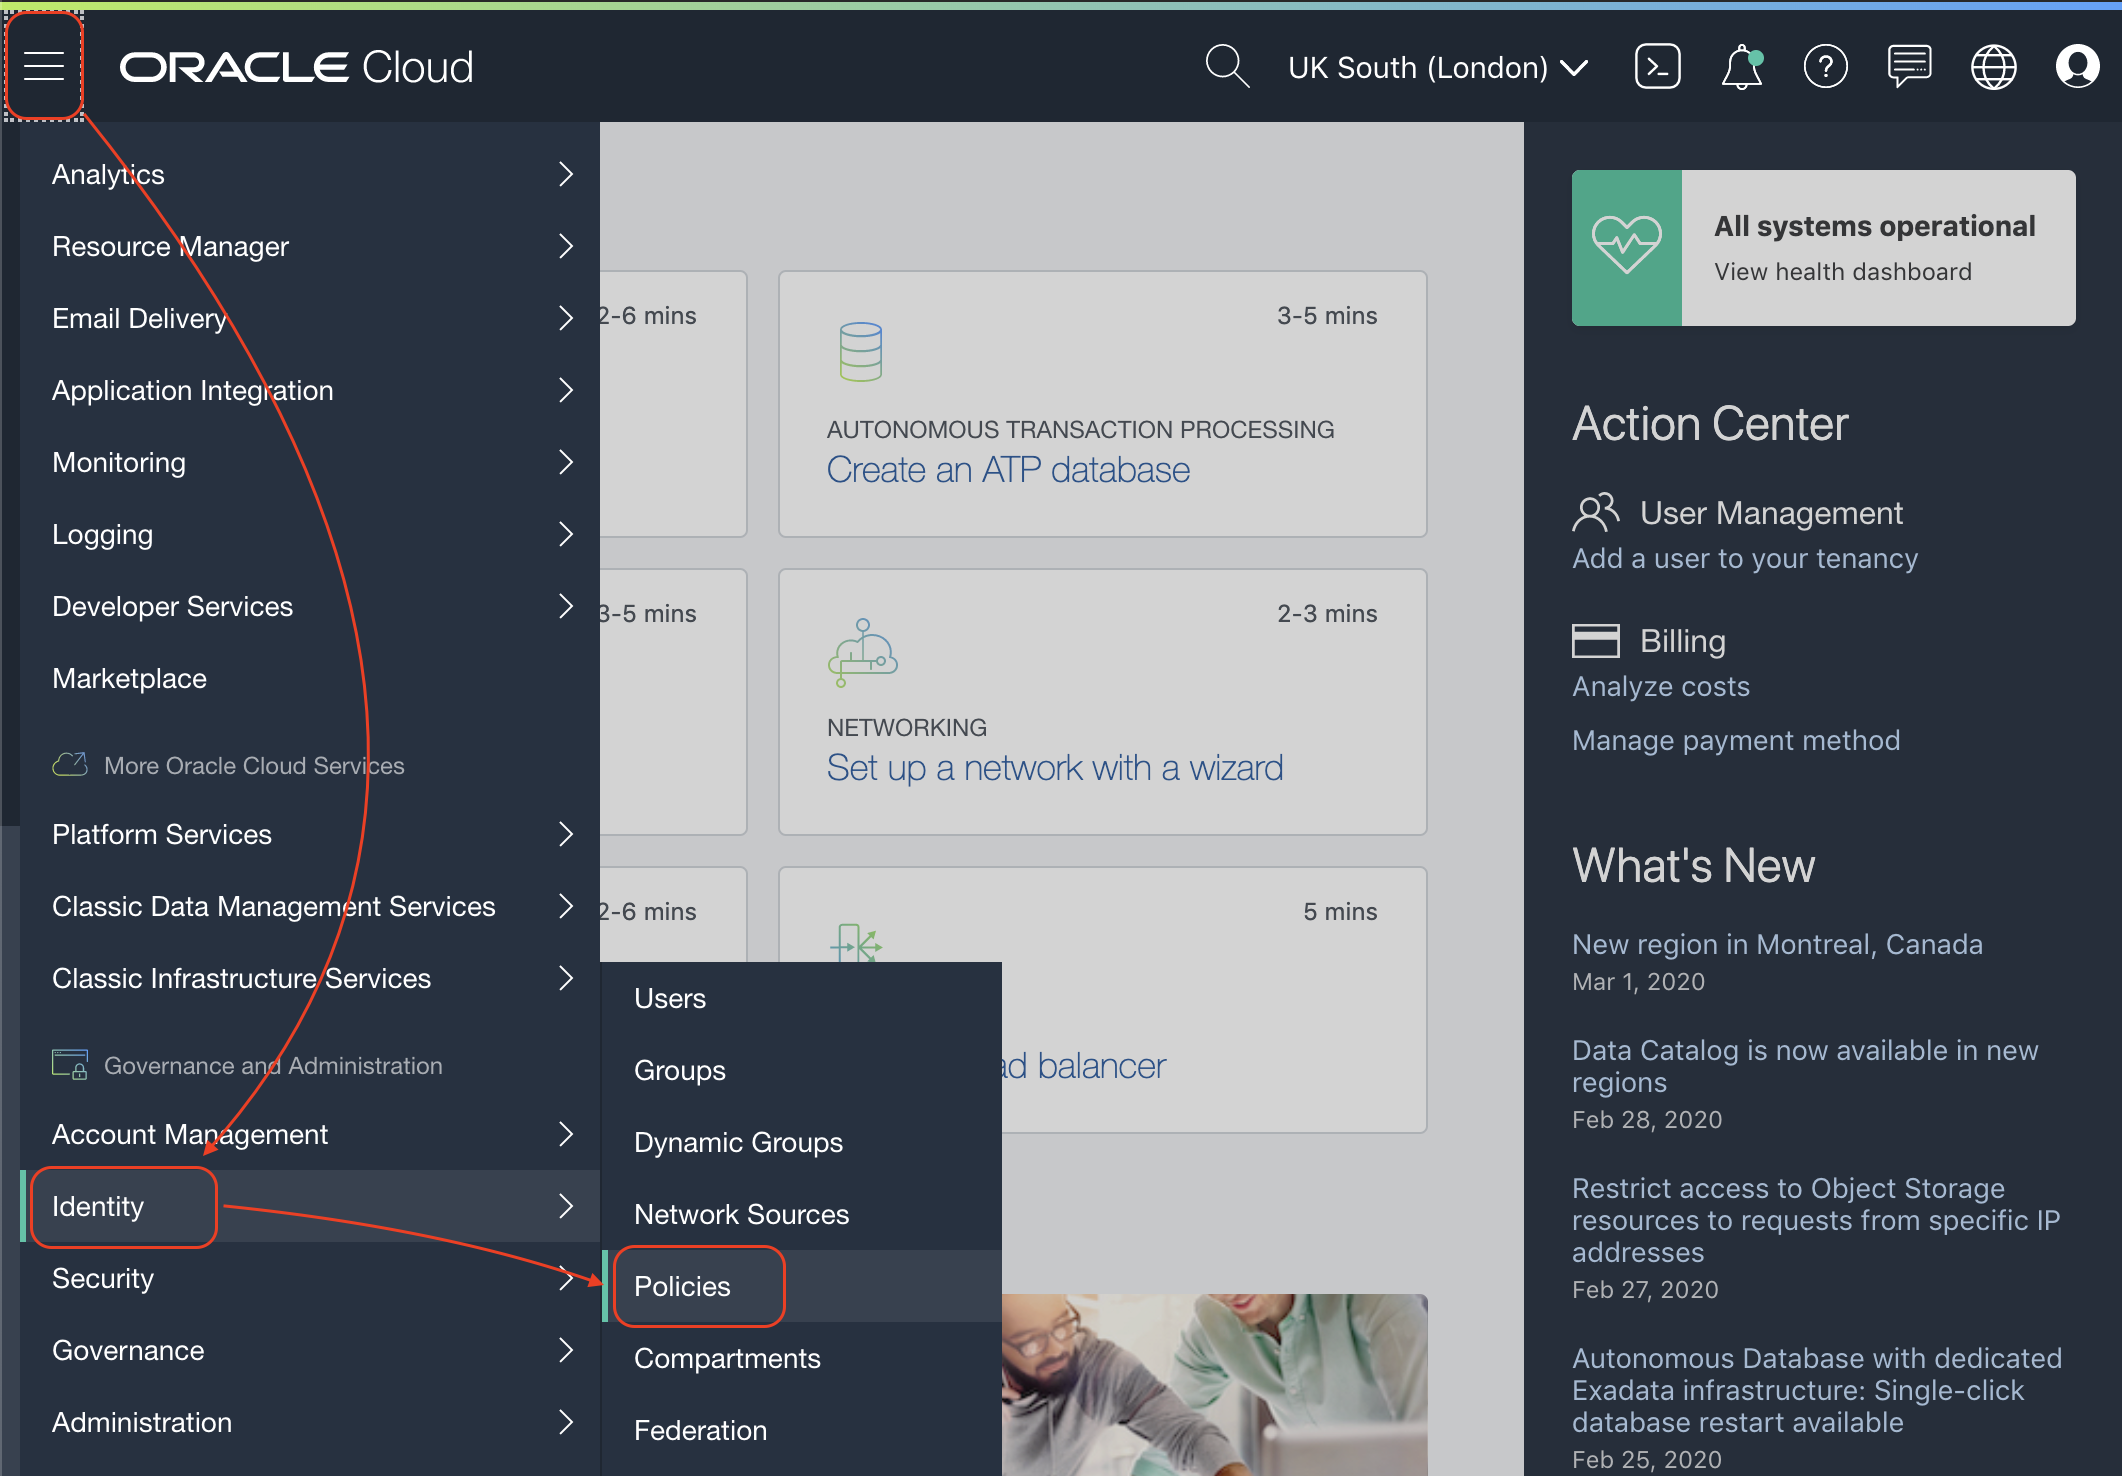 ORACLE Cloud
UK South (London)
Analytics
Resource Manager
Email Delivery
Application Integration
Monitoring
Logging
Developer Services
Marketplace
More Oracle Cloud Services
Platform Services
Classic Data Management Services
Classic Infrastructure Services
Governance and Administration
Account Management
Identity
Security
Governance
Administration
Users
Groups
Dynamic Groups
Network Sources
Policies
Compartments
Federation
2-6 mins
3-5 mins
AUTONOMOUS TRANSACTION PROCESSING
Create an ATP database
3-5 mins
2-3 mins
NETWORKING
Set up a network with a wizard
2-6 mins
5 mins
ad balancer
All systems operational
View health dashboard
Action Center
User Management
Add a user to your tenancy
Billing
Analyze costs
Manage payment method
What's New
New region in Montreal, Canada
Mar 1, 2020
Data Catalog is now available in new
regions
Feb 28, 2020
Restrict access to Object Storage
resources to requests from specific IP
addresses
Feb 27, 2020
Autonomous Database with dedicated
Exadata infrastructure: Single-click
database restart available
Feb 25, 2020